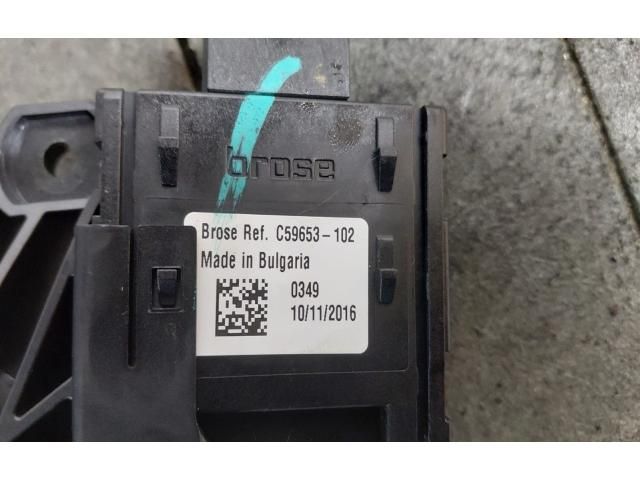 brose
Brose Ref. C59653-102
Made in Bulgaria
0349
10/11/2016